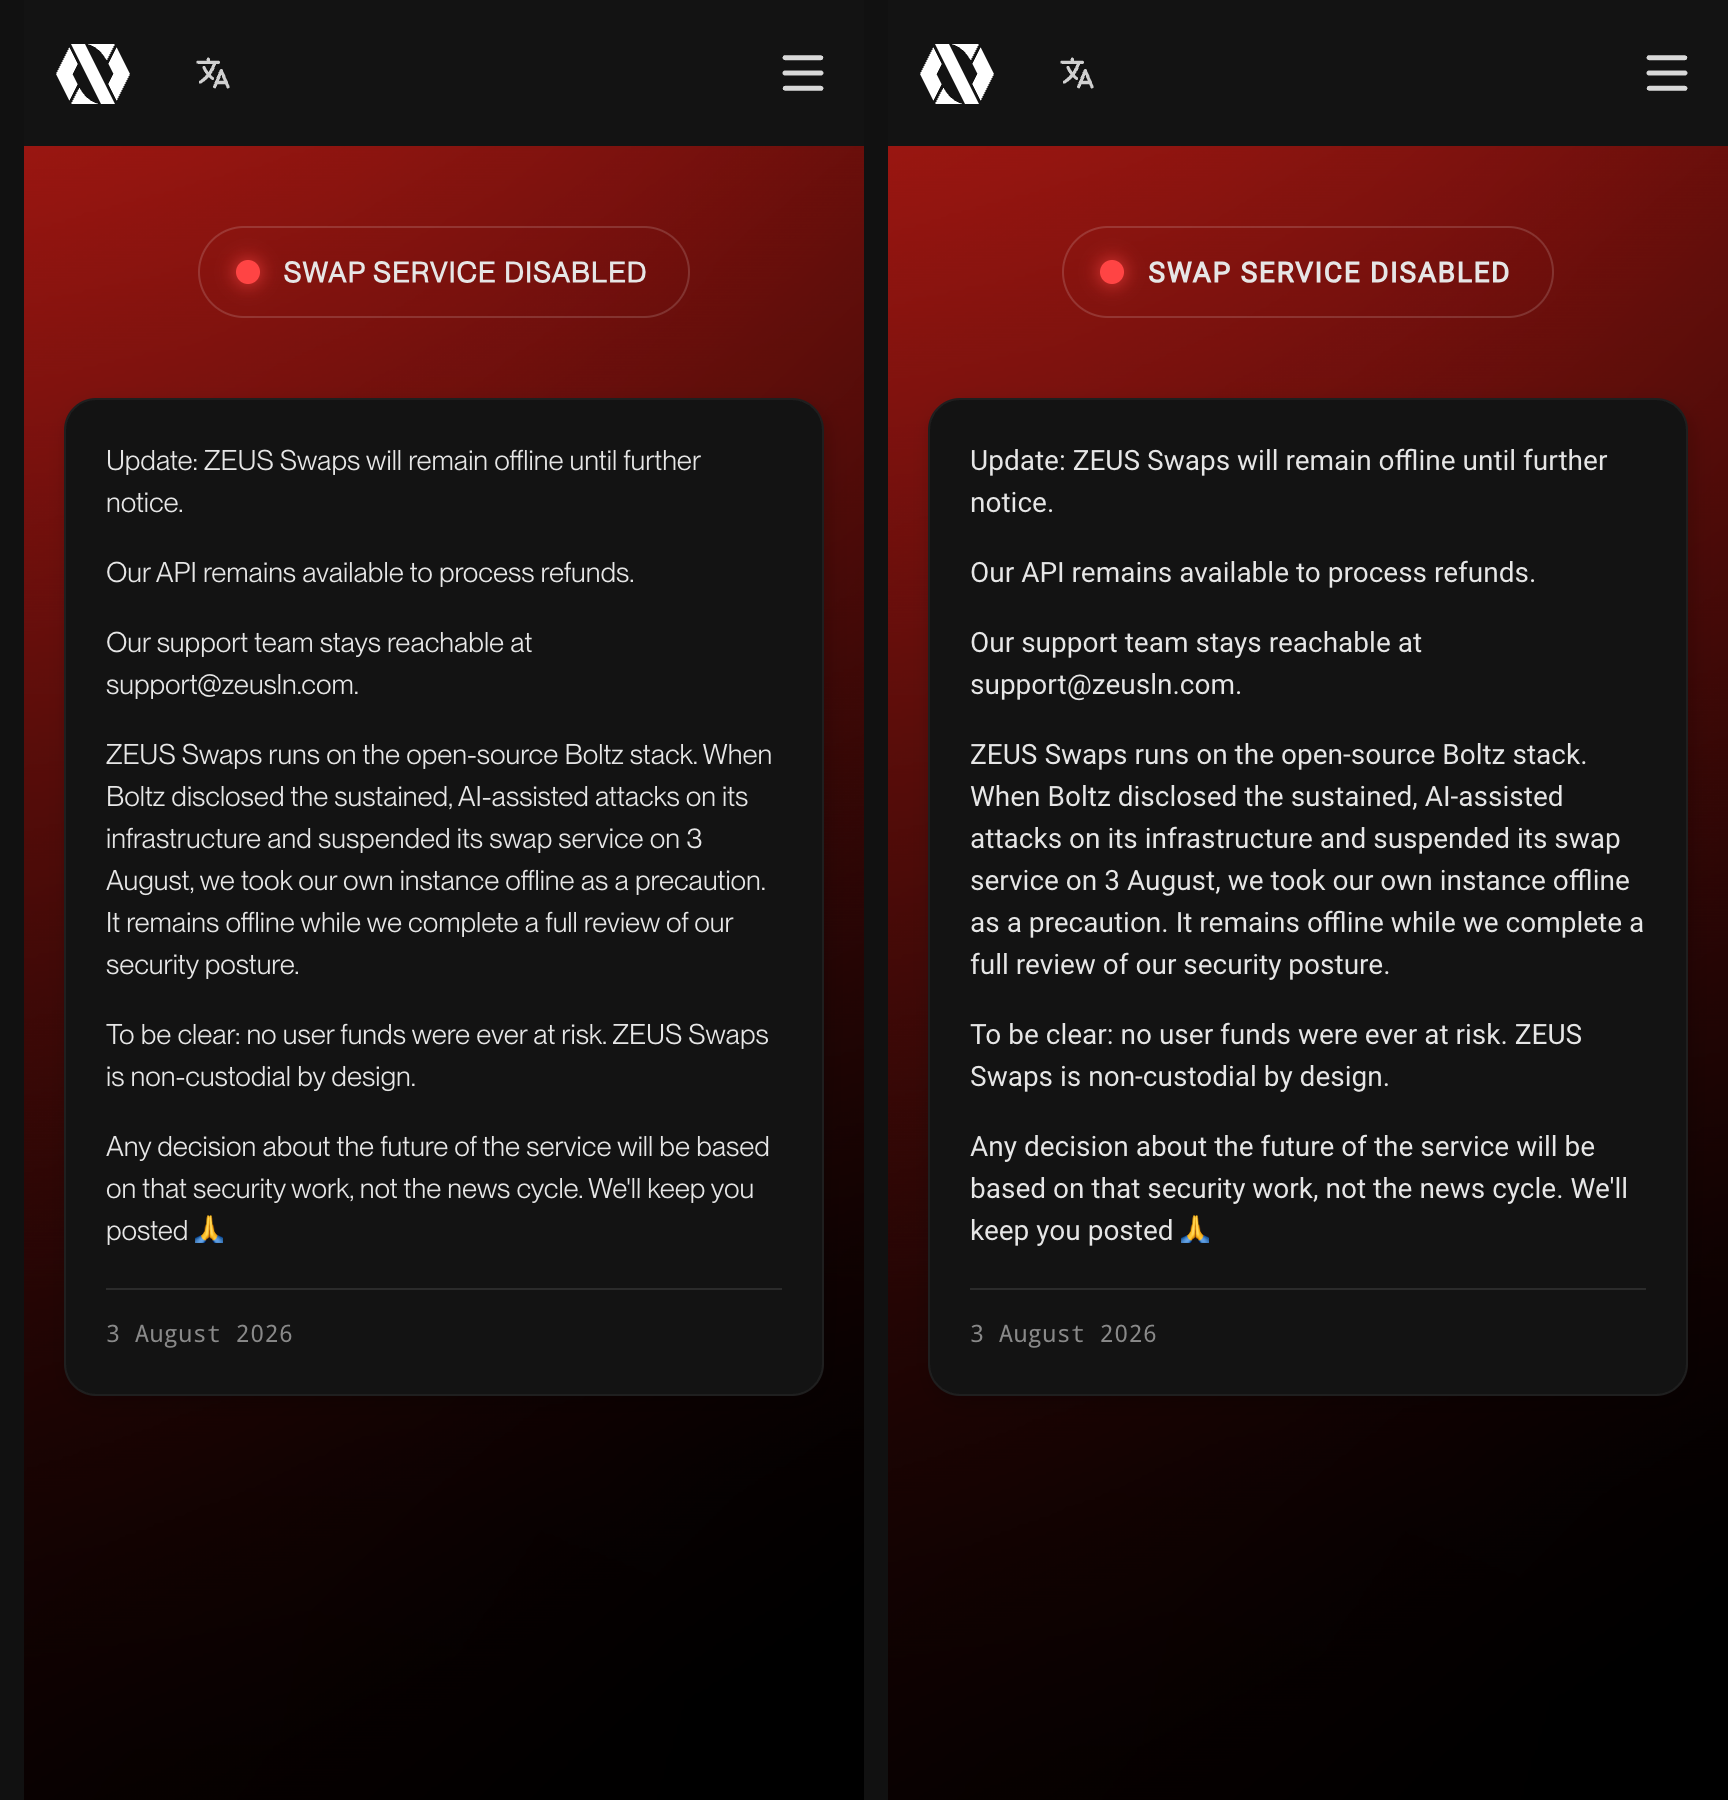 SWAP SERVICE DISABLED
Update: ZEUS Swaps will remain offline until further
notice.
Our API remains available to process refunds.
Our support team stays reachable at
support@zeusln.com.
ZEUS Swaps runs on the open-source Boltz stack. When
Boltz disclosed the sustained, AI-assisted attacks on its
infrastructure and suspended its swap service on 3
August, we took our own instance offline as a precaution.
It remains offline while we complete a full review of our
security posture.
To be clear: no user funds were ever at risk. ZEUS Swaps
is non-custodial by design.
Any decision about the future of the service will be based
on that security work, not the news cycle. We'll keep you
posted 🙏
3 August 2026
SWAP SERVICE DISABLED
Update: ZEUS Swaps will remain offline until further
notice.
Our API remains available to process refunds.
Our support team stays reachable at
support@zeusln.com.
ZEUS Swaps runs on the open-source Boltz stack.
When Boltz disclosed the sustained, AI-assisted
attacks on its infrastructure and suspended its swap
service on 3 August, we took our own instance offline
as a precaution. It remains offline while we complete a
full review of our security posture.
To be clear: no user funds were ever at risk. ZEUS
Swaps is non-custodial by design.
Any decision about the future of the service will be
based on that security work, not the news cycle. We'll
keep you posted 🙏
3 August 2026